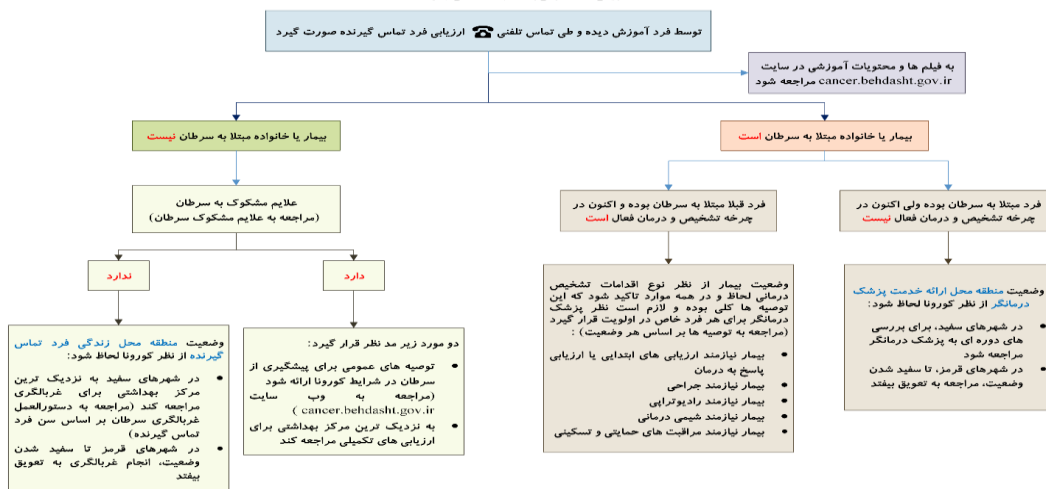 توسط فرد آموزش دیده و طی تماس تلفنی ☎ ارزیابی فرد تماس گیرنده صورت گیرد
به فیلم ها و محتویات آموزشی در سایت
cancer.behdasht.gov.ir مراجعه شود
بیمار یا خانواده مبتلا به سرطان است
بیمار یا خانواده مبتلا به سرطان نیست
فرد مبتلا به سرطان بوده ولی اکنون در
چرخه تشخیص و درمان فعال نیست
فرد قبلا مبتلا به سرطان بوده و اکنون در
چرخه تشخیص و درمان فعال است
علایم مشکوک به سرطان
(مراجعه به علایم مشکوک سرطان)
دارد
ندارد
وضعیت منطقه محل ارائه خدمت پزشک
درمانگر از نظر کورونا لحاظ شود:
در شهرهای سفید، برای بررسی
های دوره ای به پزشک درمانگر
مراجعه شود
در شهرهای قرمز، تا سفید شدن
وضعیت، مراجعه به تعویق بیفتد
وضعیت بیمار از نظر نوع اقدامات تشخیص
درمانی لحاظ و در همه موارد تاکید شود که این
توصیه ها کلی بوده و لازم است نظر پزشک
درمانگر برای هر فرد خاص در اولویت قرار گیرد
(مراجعه به توصیه ها بر اساس هر وضعیت) :
بیمار نیازمند ارزیابی های ابتدایی یا ارزیابی
پاسخ به درمان
بیمار نیازمند جراحی
بیمار نیازمند رادیوتراپی
بیمار نیازمند شیمی درمانی
بیمار نیازمند مراقبت های حمایتی و تسکینی
دو مورد زیر مد نظر قرار گیرد:
توصیه های عمومی برای پیشگیری از
سرطان در شرایط کورونا ارائه شود
(مراجعه به وب سایت
cancer.behdasht.gov.ir )
به نزدیک ترین مرکز بهداشتی برای
ارزیابی های تکمیلی مراجعه کند
وضعیت منطقه محل زندگی فرد تماس
گیرنده از نظر کورونا لحاظ شود:
در شهرهای سفید به نزدیک ترین
مرکز بهداشتی برای غربالگری
مراجعه کند (مراجعه به دستورالعمل
غربالگری سرطان بر اساس سن فرد
تماس گیرنده)
در شهرهای قرمز تا سفید شدن
وضعیت، انجام غربالگری به تعویق
بیفتد